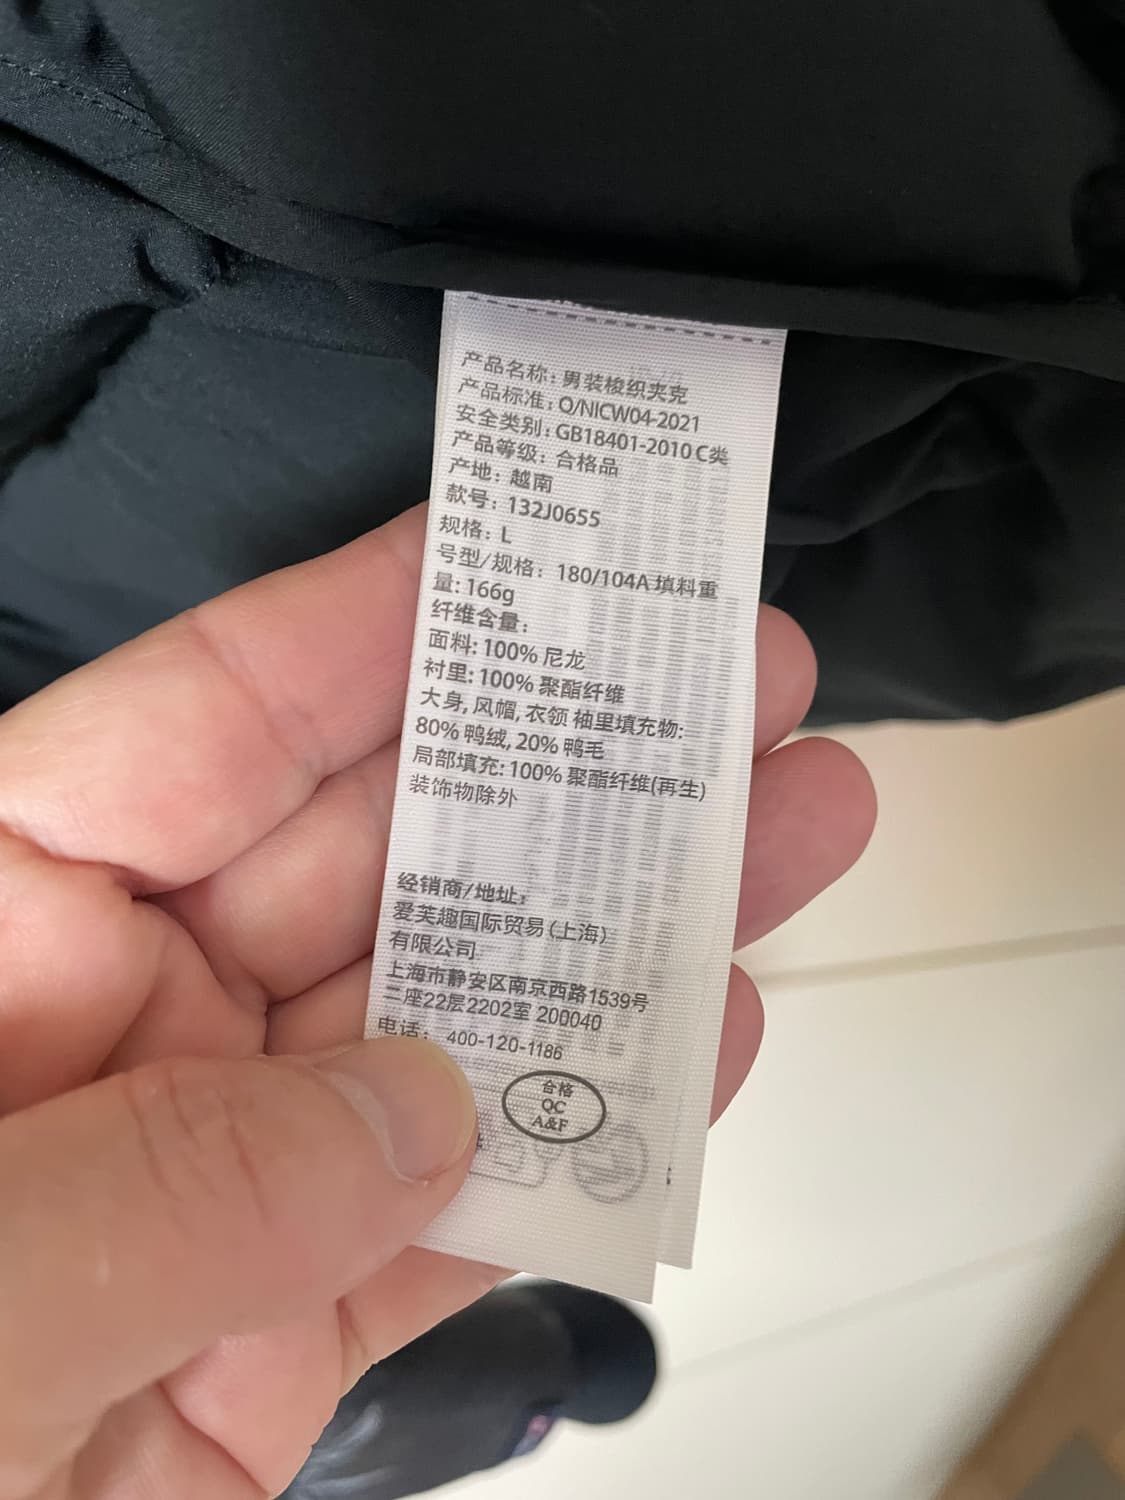 产品名称: 男装梭织夹克
产品标准: Q/NICW04-2021
安全类别: GB18401-2010 C类
产品等级: 合格品
产地: 越南
款号: 132J0655
规格: L
号型/规格: 180/104A 填料重
量: 166g
纤维含量:
面料: 100% 尼龙
衬里: 100% 聚酯纤维
大身, 风帽, 衣领 袖里填充物:
80% 鸭绒, 20% 鸭毛
局部填充: 100% 聚酯纤维(再生)
装饰物除外
经销商/地址:
爱芙趣国际贸易 (上海)
有限公司
上海市静安区南京西路1539号
二座22层2202室 200040
电话: 400-120-1186
合格
QC
A&F